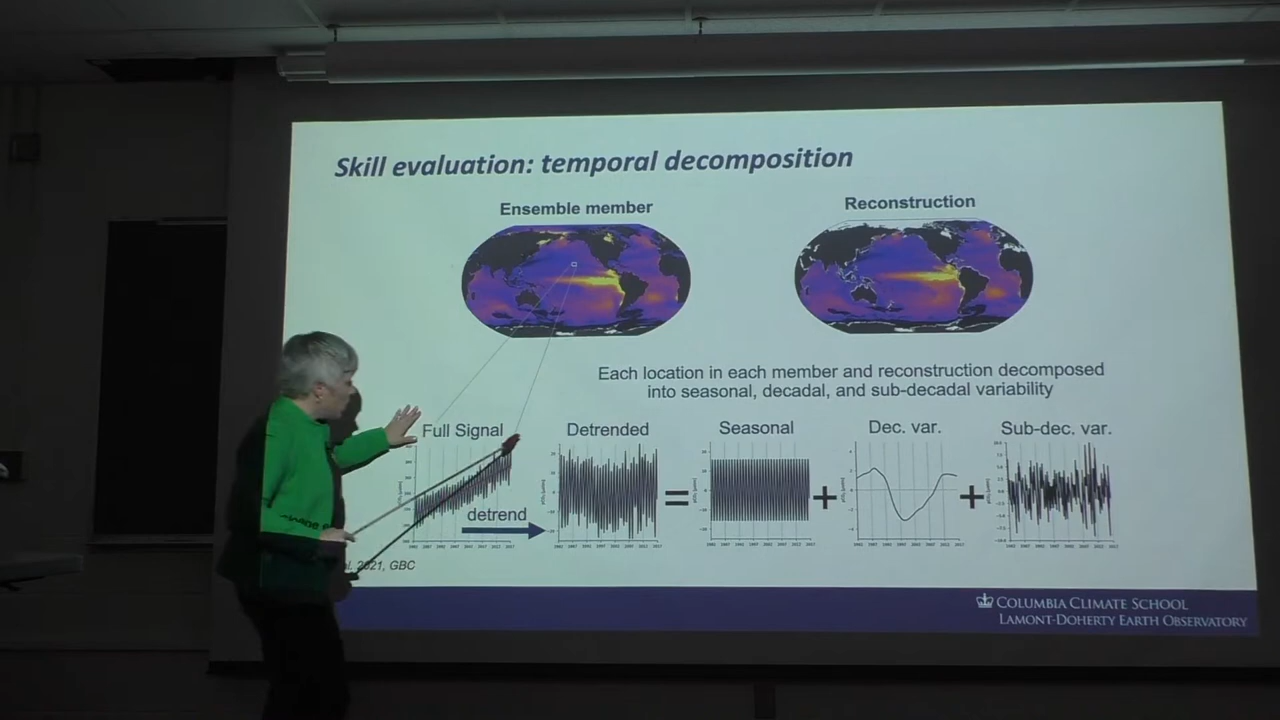 Skill evaluation: temporal decomposition
Ensemble member
Reconstruction
Each location in each member and reconstruction decomposed
into seasonal, decadal, and sub-decadal variability
Full Signal
Detrended
Seasonal
Dec. var.
Sub-dec. var.
detrend
=
+
+
2021, GBC
COLUMBIA CLIMATE SCHOOL
LAMONT-DOHERTY EARTH OBSERVATORY